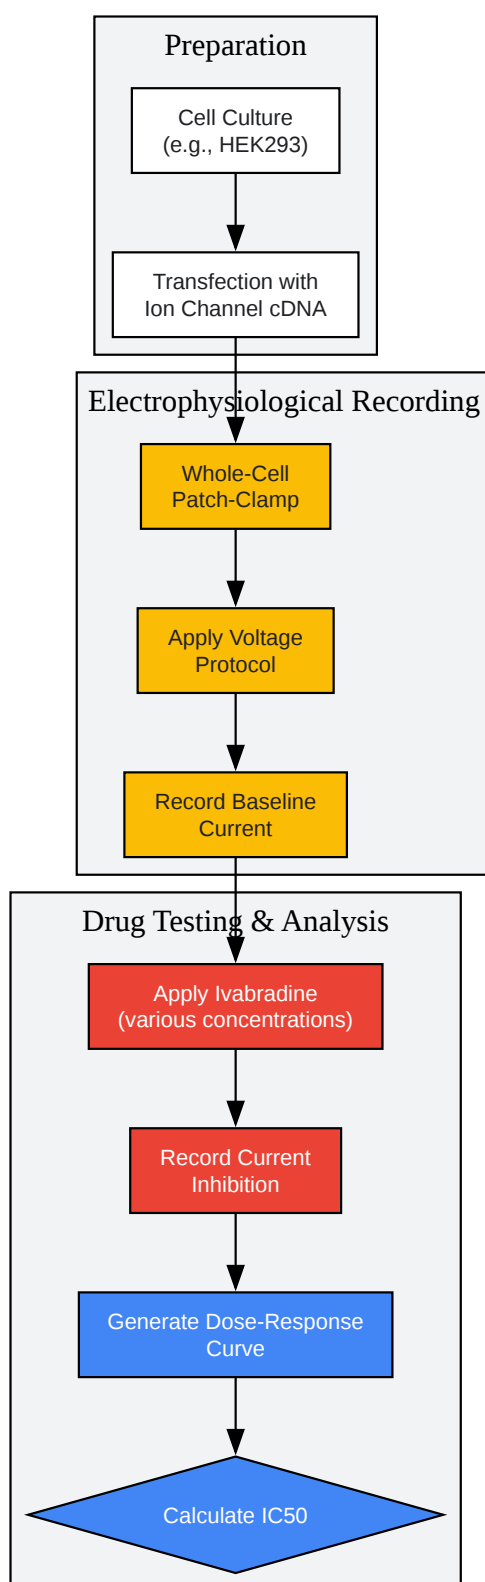 Preparation
Cell Culture
(e.g., HEK293)
Transfection with
Ion Channel cDNA
Electrophysiological Recording
Whole-Cell
Patch-Clamp
Apply Voltage
Protocol
Record Baseline
Current
Drug Testing & Analysis
Apply Ivabradine
(various concentrations)
Record Current
Inhibition
Generate Dose-Response
Curve
Calculate IC50